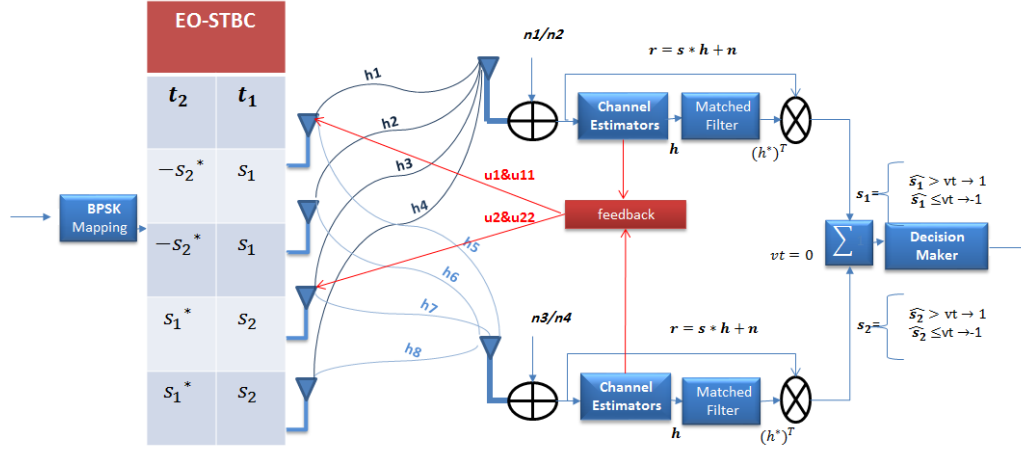 EO-STBC
t₂ t₁
−s₂* s₁
−s₂* s₁
s₁* s₂
s₁* s₂
BPSK
Mapping
h1
h2
h3
h4
h5
h6
h7
h8
n1/n2
r = s * h + n
Channel
Estimators
Matched
Filter
h
(h*)ᵀ
u1&u11
u2&u22
feedback
s₁=
ŝ₁ > vt → 1
ŝ₁ ≤vt →-1
vt = 0
∑
Decision
Maker
s₂=
ŝ₂ > vt → 1
ŝ₂ ≤vt →-1
n3/n4
r = s * h + n
Channel
Estimators
Matched
Filter
h
(h*)ᵀ